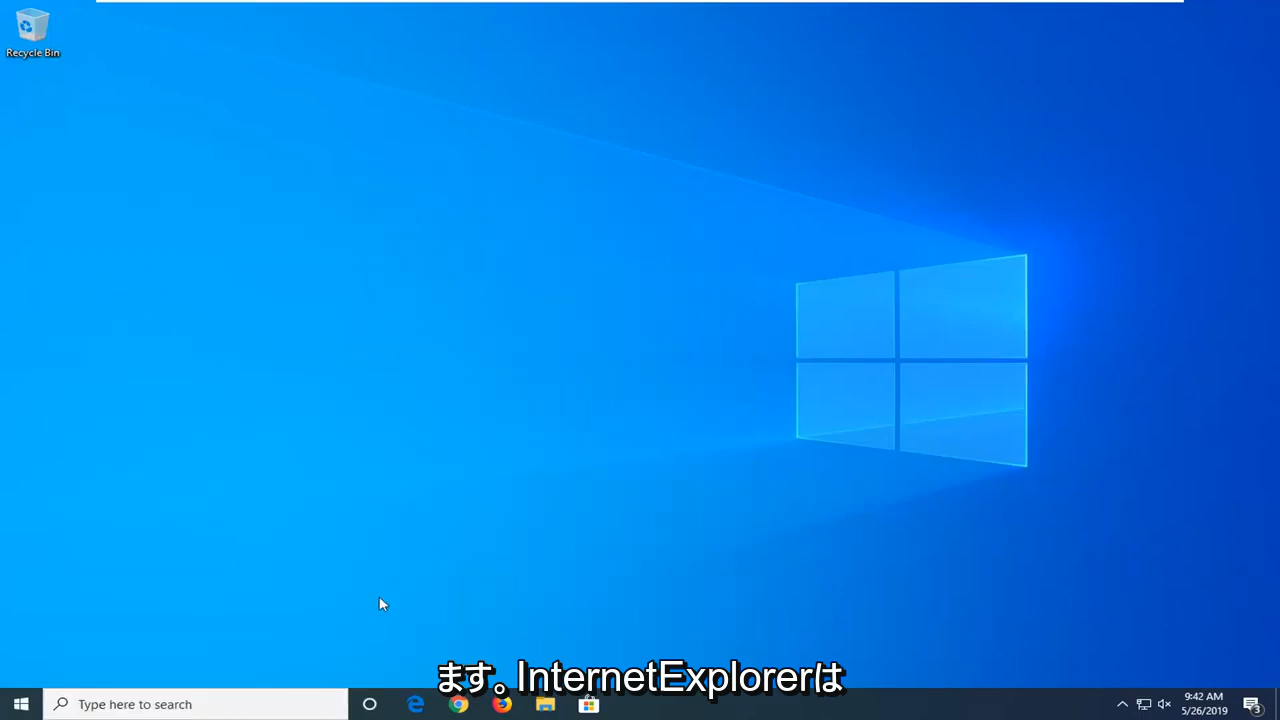 Recycle Bin
ます。InternetExplorerは
Type here to search
9:42 AM
5/26/2019
3